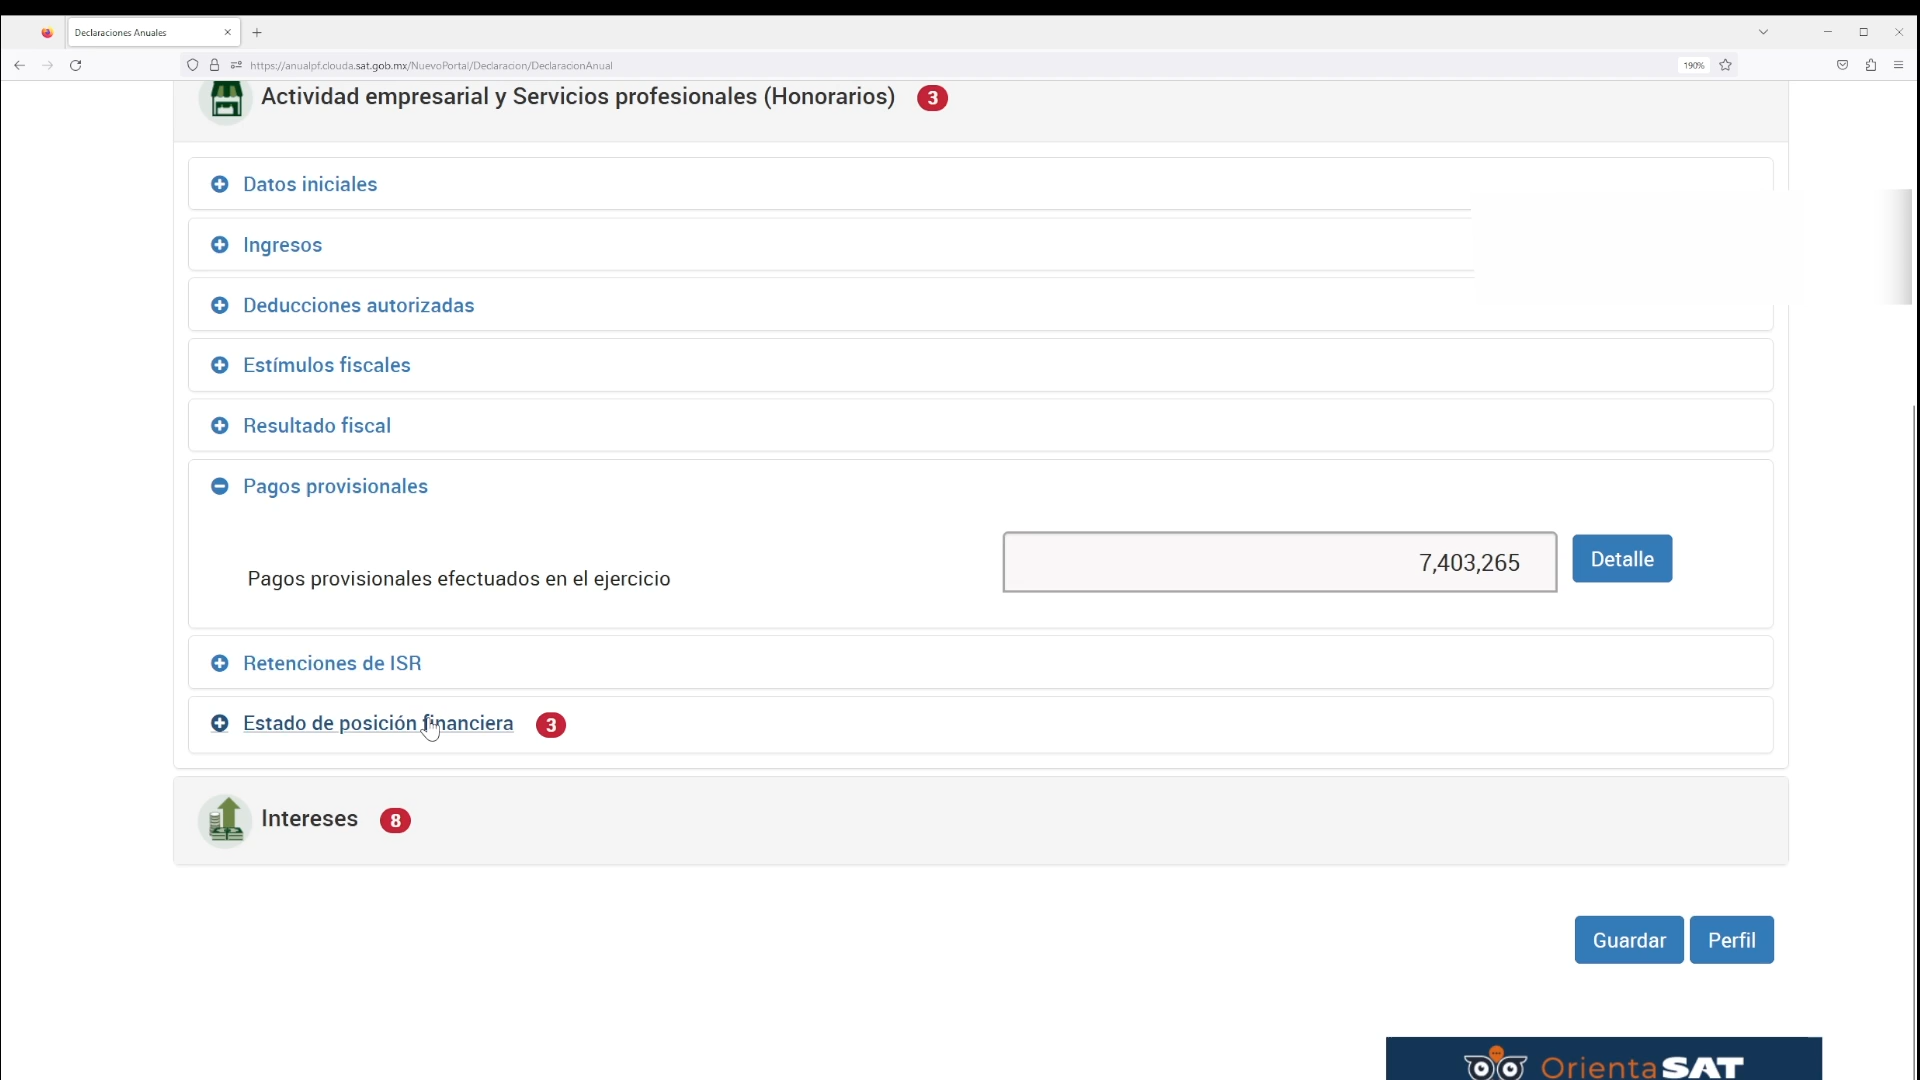 Declaraciones Anuales
https://anualpf.clouda.sat.gob.mx/NuevoPortal/Declaracion/DeclaracionAnual
190%
Actividad empresarial y Servicios profesionales (Honorarios) 3
Datos iniciales
Ingresos
Deducciones autorizadas
Estímulos fiscales
Resultado fiscal
Pagos provisionales
7,403,265 Detalle
Pagos provisionales efectuados en el ejercicio
Retenciones de ISR
Estado de posición financiera 3
Intereses 8
Guardar Perfil
OrientaSAT